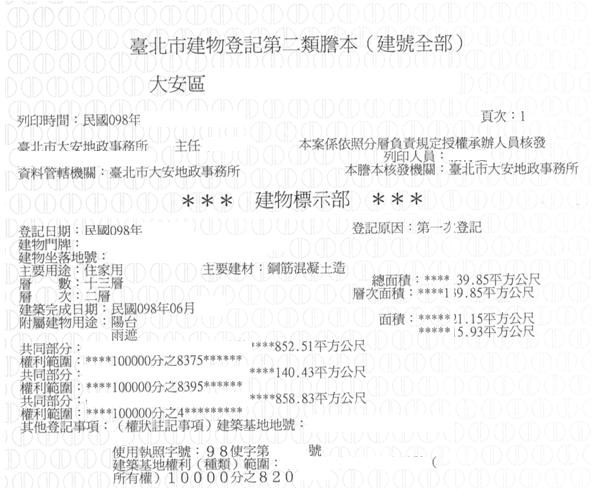 臺北市建物登記第二類謄本(建號全部)
大安區
列印時間:民國098年 頁次:1
臺北市大安地政事務所 主任 本案係依照分層負責規定授權承辦人員核發
列印人員:
資料管轄機關:臺北市大安地政事務所 本謄本核發機關:臺北市大安地政事務所
*** 建物標示部 ***
登記日期:民國098年 登記原因:第一次登記
建物門牌:
建物坐落地號:
主要用途:住家用 主要建材:鋼筋混凝土造
層 數:十三層 總面積:**** 39.85平方公尺
層 次:二層 層次面積:****139.85平方公尺
建築完成日期:民國098年06月
附屬建物用途:陽台 面積:*****21.15平方公尺
雨遮 *****15.93平方公尺
共同部分: ****852.51平方公尺
權利範圍:****100000分之8375******
共同部分: ****140.43平方公尺
權利範圍:****100000分之8395******
共同部分: ****858.83平方公尺
權利範圍:****100000分之4*********
其他登記事項:(權狀註記事項)建築基地地號:
使用執照字號:98使字第 號
建築基地權利(種類)範圍: (
所有權)10000分之820